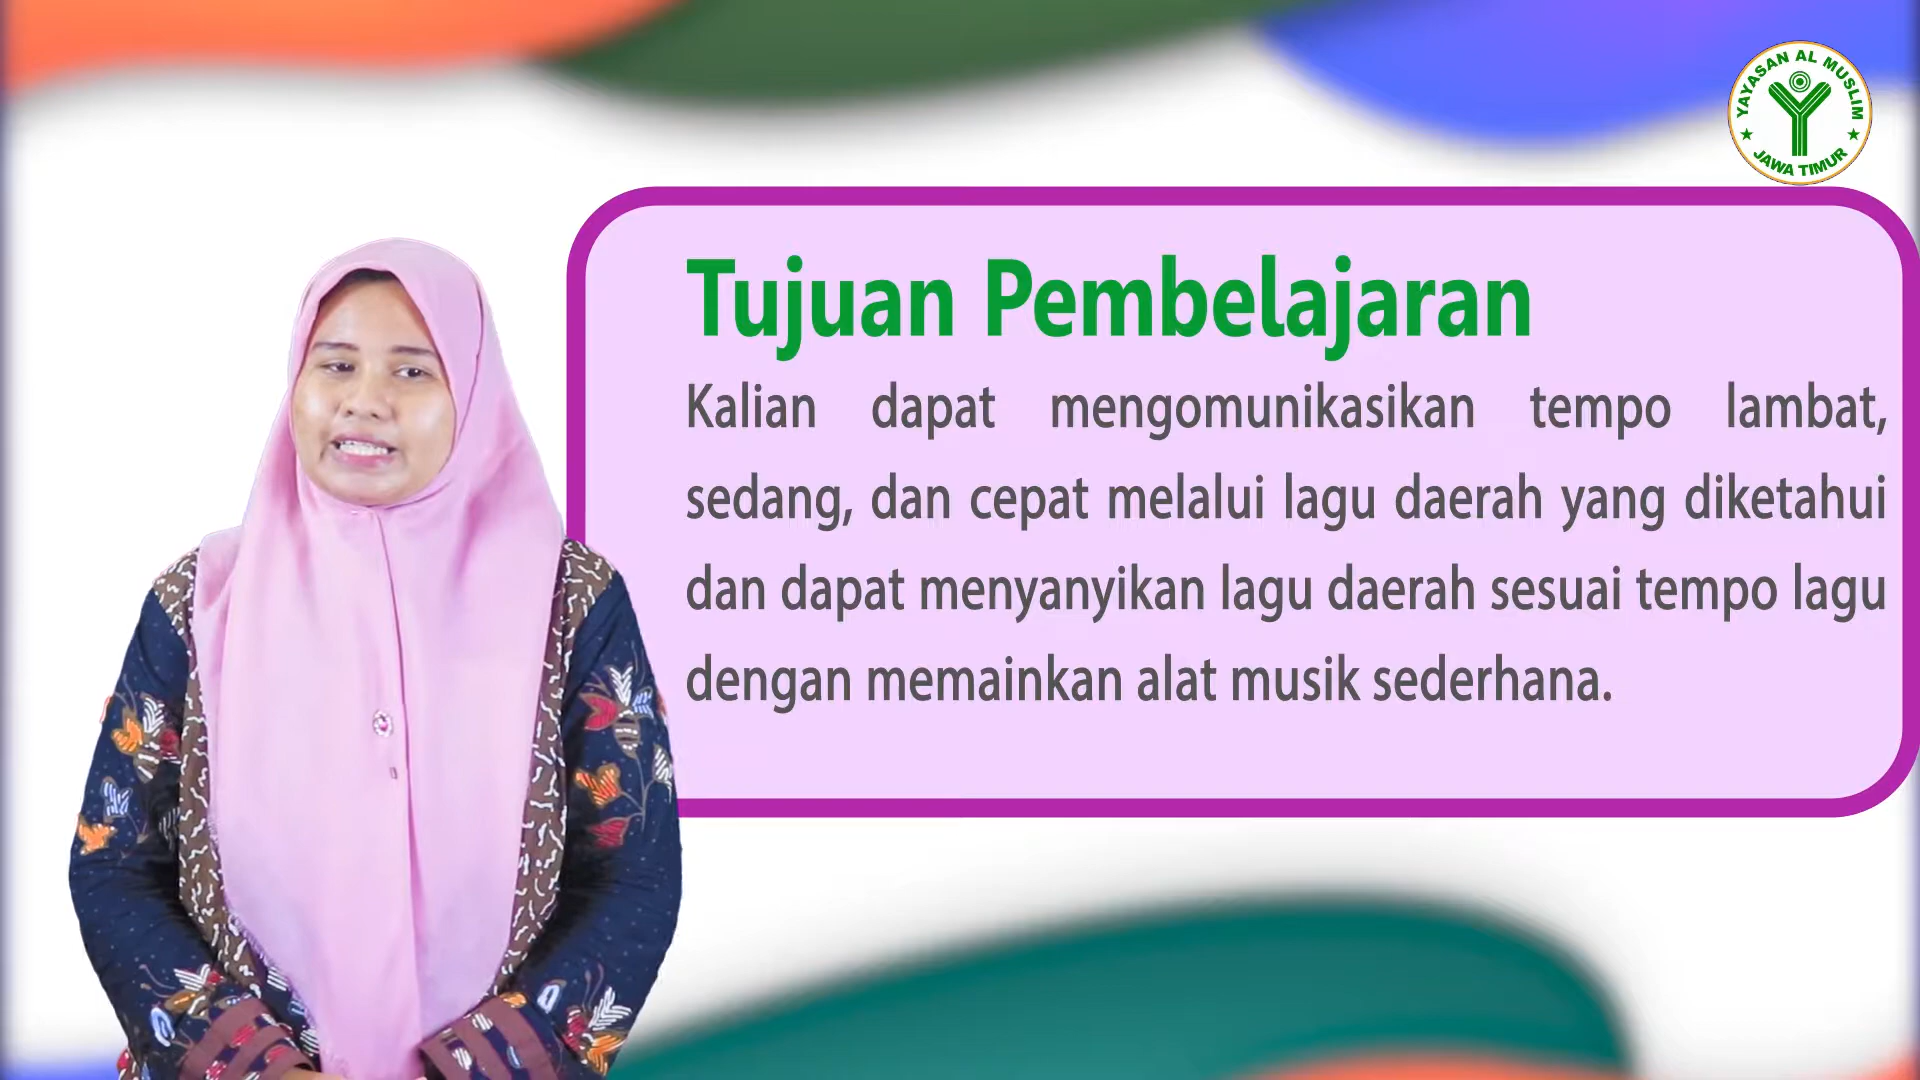 YAYASAN AL MUSLIM
JAWA TIMUR
Tujuan Pembelajaran
Kalian dapat mengomunikasikan tempo lambat,
sedang, dan cepat melalui lagu daerah yang diketahui
dan dapat menyanyikan lagu daerah sesuai tempo lagu
dengan memainkan alat musik sederhana.